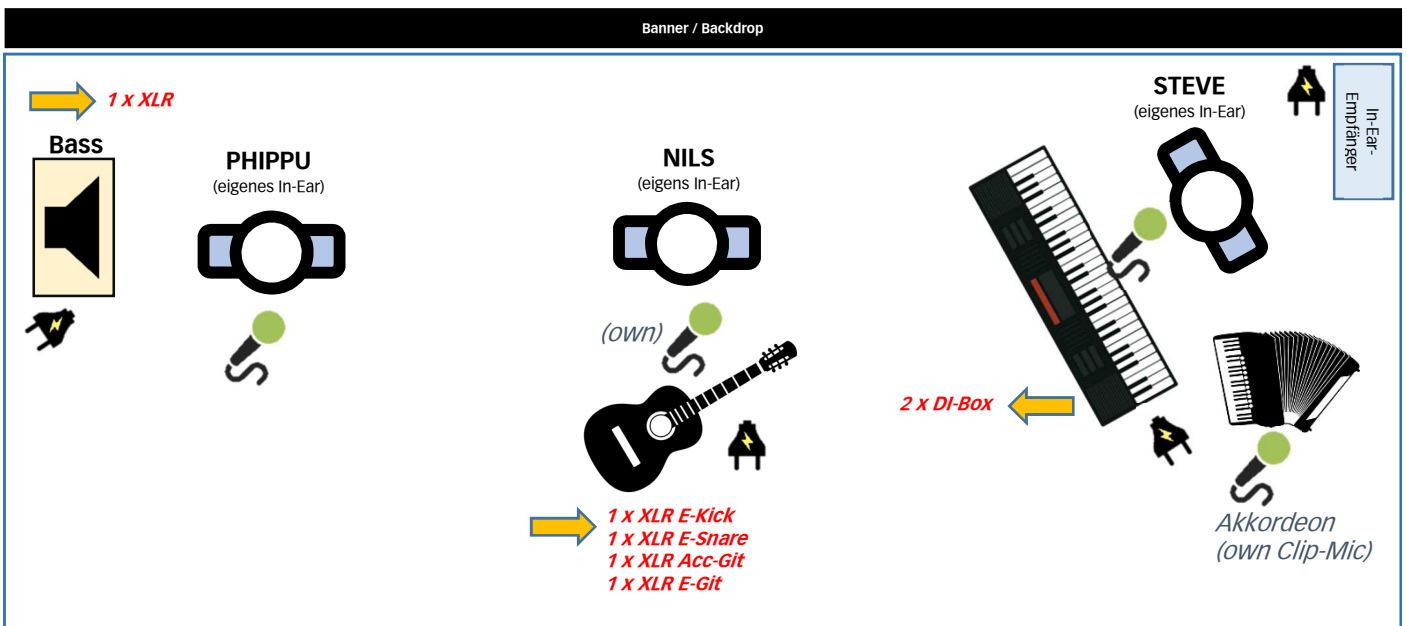 Banner / Backdrop
1 x XLR
Bass
PHIPPU
(eigenes In-Ear)
NILS
(eigens In-Ear)
STEVE
(eigenes In-Ear)
In-Ear-
Empfänger
(own)
2 x DI-Box
1 x XLR E-Kick
1 x XLR E-Snare
1 x XLR Acc-Git
1 x XLR E-Git
Akkordeon
(own Clip-Mic)